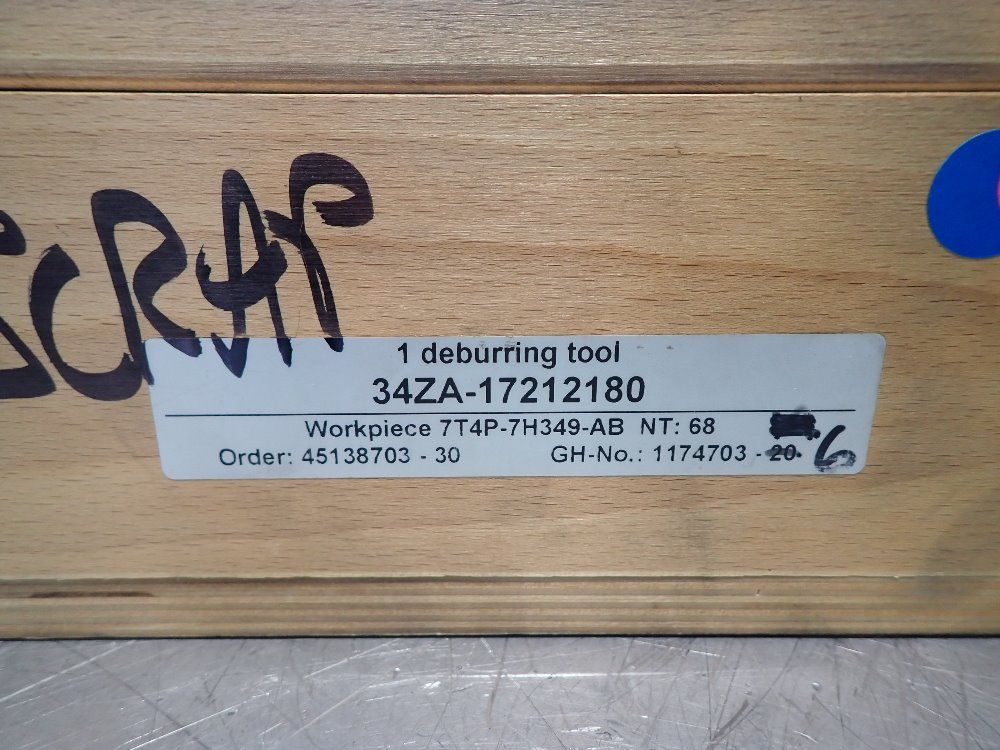 SCRAP
1 deburring tool
34ZA-17212180
Workpiece 7T4P-7H349-AB NT: 68
Order: 45138703 - 30 GH-No.: 1174703 - 20 6